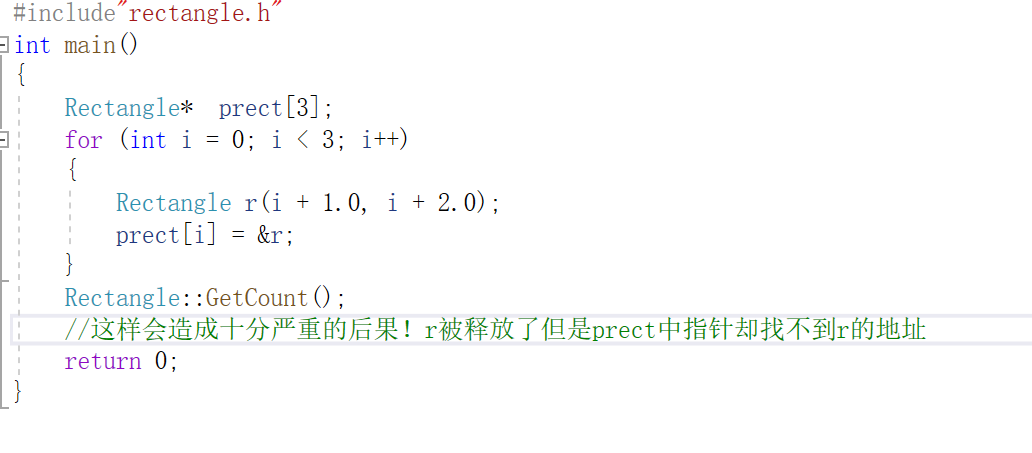 #include"rectangle.h"
int main()
{
Rectangle* prect[3];
for (int i = 0; i < 3; i++)
{
Rectangle r(i + 1.0, i + 2.0);
prect[i] = &r;
}
Rectangle::GetCount();
//这样会造成十分严重的后果！r被释放了但是prect中指针却找不到r的地址
return 0;
}